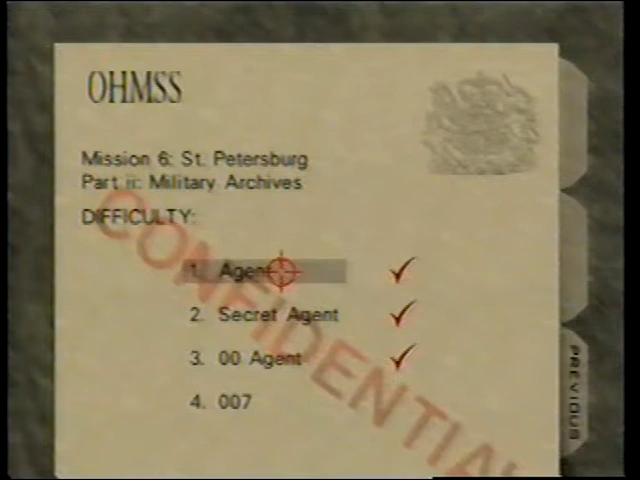 OHMSS
Mission 6: St. Petersburg
Part ii: Military Archives
DIFFICULTY:
1. Agent
2. Secret Agent
3. 00 Agent
4. 007
CONFIDENTIAL
PREVIOUS